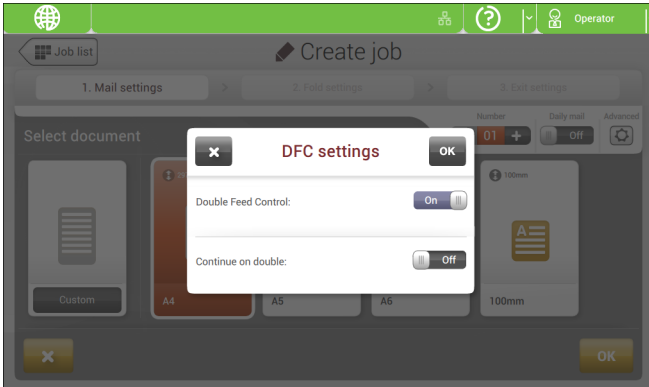 Operator
Job list
Create job
1. Mail settings
>
2. Fold settings
>
3. Exit settings
Select document
Number
Daily mail
Advanced
01 +
Off
DFC settings
OK
Double Feed Control:
On
Continue on double:
Off
100mm
Custom
A4
A5
A6
100mm
OK